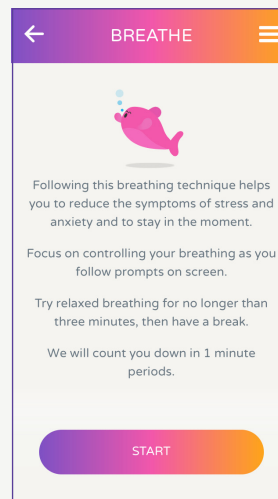 BREATHE
Following this breathing technique helps
you to reduce the symptoms of stress and
anxiety and to stay in the moment.
Focus on controlling your breathing as you
follow prompts on screen.
Try relaxed breathing for no longer than
three minutes, then have a break.
We will count you down in 1 minute
periods.
START